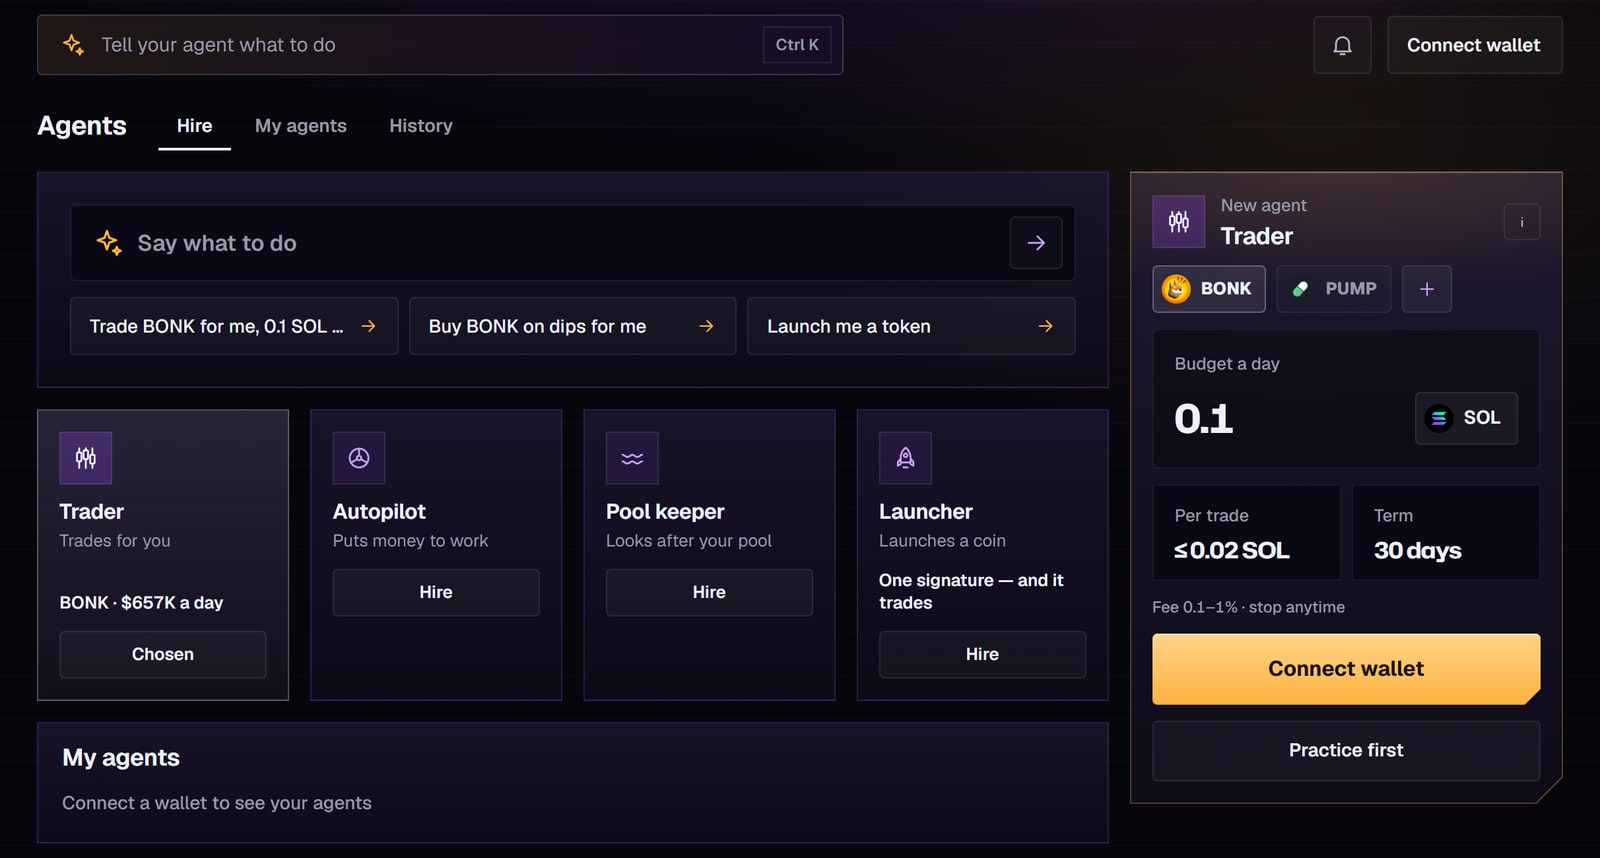 Tell your agent what to do
Ctrl K
Connect wallet
Agents
Hire
My agents
History
Say what to do
Trade BONK for me, 0.1 SOL ...
Buy BONK on dips for me
Launch me a token
Trader
Trades for you
BONK · $657K a day
Chosen
Autopilot
Puts money to work
Hire
Pool keeper
Looks after your pool
Hire
Launcher
Launches a coin
One signature — and it
trades
Hire
My agents
Connect a wallet to see your agents
New agent
Trader
i
BONK
PUMP
Budget a day
0.1
SOL
Per trade
≤0.02 SOL
Term
30 days
Fee 0.1–1% · stop anytime
Connect wallet
Practice first